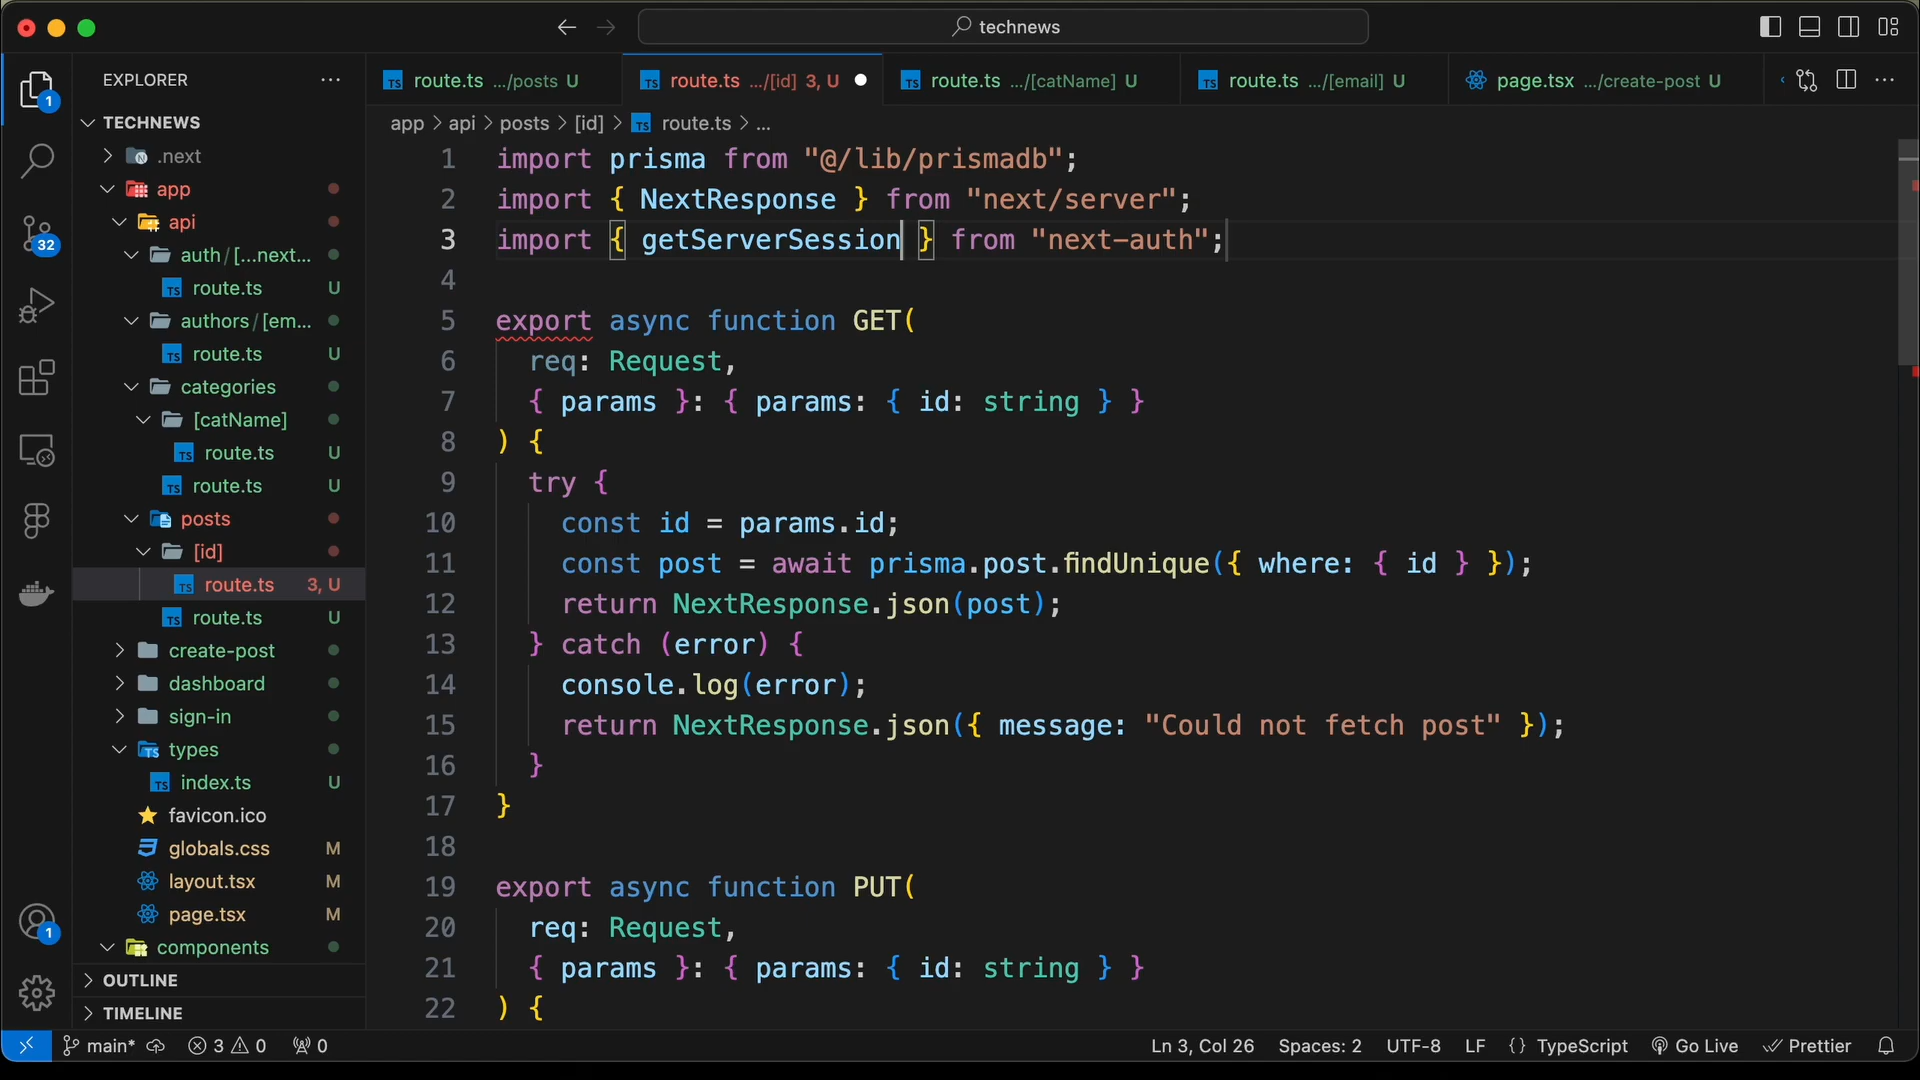 technews
EXPLORER
TECHNEWS
.next
app
api
auth/[...next...
route.ts U
authors/[em...
route.ts U
categories
[catName]
route.ts U
route.ts U
posts
[id]
route.ts 3, U
route.ts U
create-post
dashboard
sign-in
types
index.ts U
favicon.ico
globals.css M
layout.tsx M
page.tsx M
components
OUTLINE
TIMELINE
1
32
1
route.ts .../posts U
route.ts .../[id] 3, U
route.ts .../[catName] U
route.ts .../[email] U
page.tsx .../create-post U
app > api > posts > [id] > route.ts > ...
1 import prisma from "@/lib/prismadb";
2 import { NextResponse } from "next/server";
3 import { getServerSession } from "next-auth";
4
5 export async function GET(
6 req: Request,
7 { params }: { params: { id: string } }
8 ) {
9 try {
10 const id = params.id;
11 const post = await prisma.post.findUnique({ where: { id } });
12 return NextResponse.json(post);
13 } catch (error) {
14 console.log(error);
15 return NextResponse.json({ message: "Could not fetch post" });
16 }
17 }
18
19 export async function PUT(
20 req: Request,
21 { params }: { params: { id: string } }
22 ) {
main* 3 0 0
Ln 3, Col 26 Spaces: 2 UTF-8 LF {} TypeScript Go Live Prettier